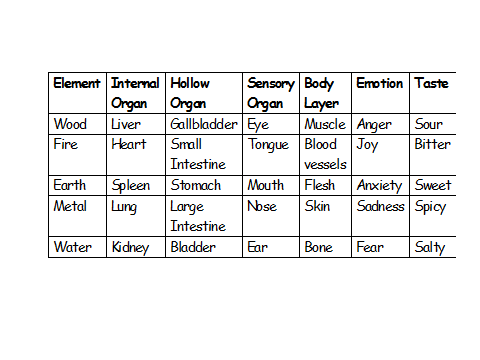 Element Internal Organ Hollow Organ Sensory Organ Body Layer Emotion Taste
Wood Liver Gallbladder Eye Muscle Anger Sour
Fire Heart Small Intestine Tongue Blood vessels Joy Bitter
Earth Spleen Stomach Mouth Flesh Anxiety Sweet
Metal Lung Large Intestine Nose Skin Sadness Spicy
Water Kidney Bladder Ear Bone Fear Salty